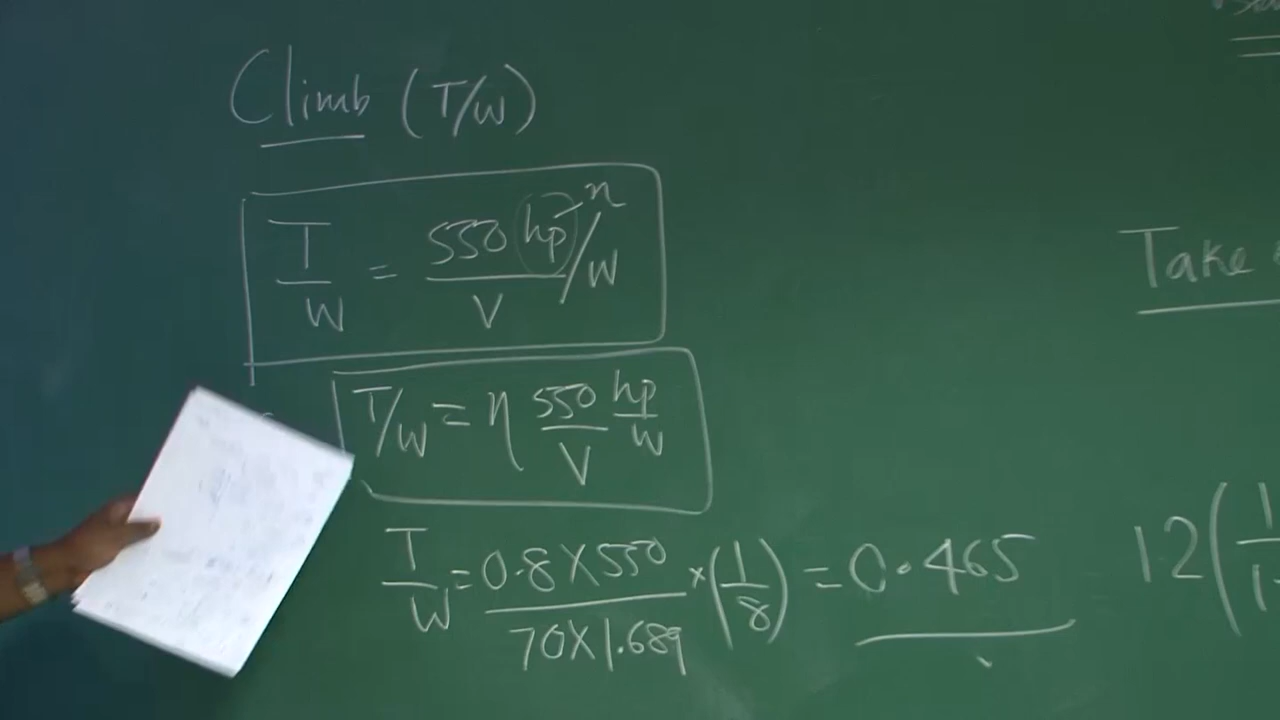 Climb (T/W)
T/W = 550 hp η / V / W
T/W = η 550/V hp/W
T/W = 0.8 X 550 / 70 X 1.689 × (1/8) = 0.465
Take
12(